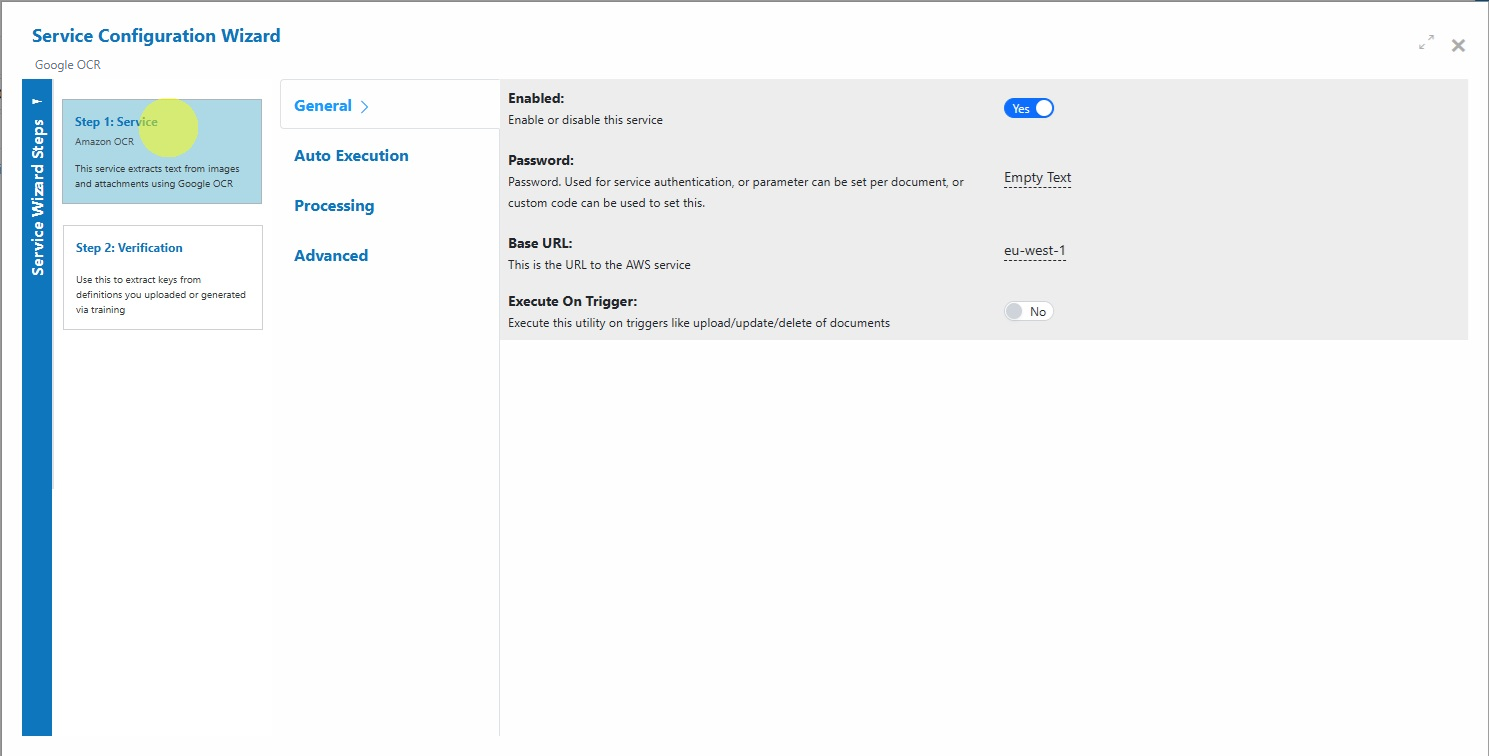 Service Configuration Wizard
Google OCR
Service Wizard Steps
Step 1: Service
Amazon OCR
This service extracts text from images
and attachments using Google OCR
Step 2: Verification
Use this to extract keys from
definitions you uploaded or generated
via training
General
Auto Execution
Processing
Advanced
Enabled:
Enable or disable this service
Yes
Password:
Password. Used for service authentication, or parameter can be set per document, or
custom code can be used to set this.
Empty Text
Base URL:
This is the URL to the AWS service
eu-west-1
Execute On Trigger:
Execute this utility on triggers like upload/update/delete of documents
No